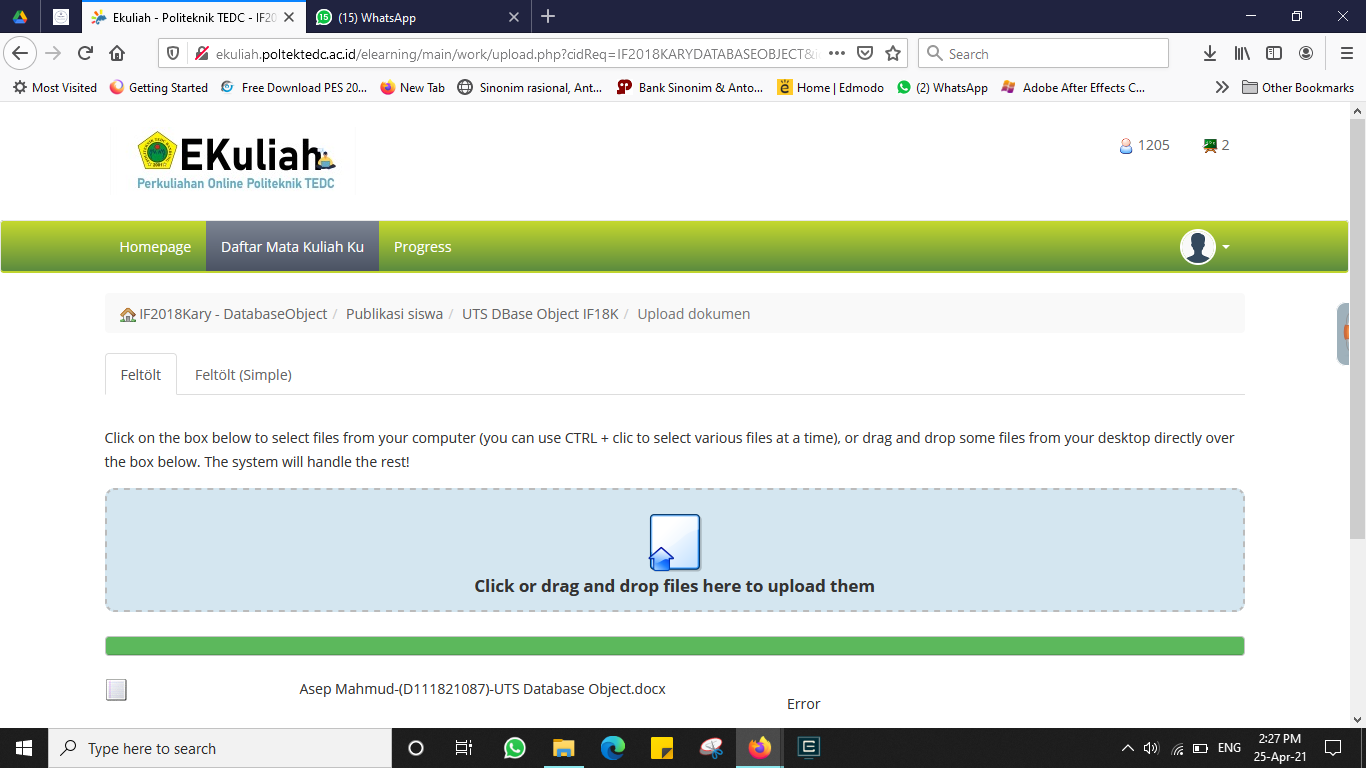 Ekuliah - Politeknik TEDC - IF20
(15) WhatsApp
ekuliah.poltektedc.ac.id/elearning/main/work/upload.php?cidReq=IF2018KARYDATABASEOBJECT&
Search
Most Visited
Getting Started
Free Download PES 20...
New Tab
Sinonim rasional, Ant...
Bank Sinonim & Anto...
Home | Edmodo
(2) WhatsApp
Adobe After Effects C...
Other Bookmarks
EKuliah
Perkuliahan Online Politeknik TEDC
1205
2
Homepage
Daftar Mata Kuliah Ku
Progress
IF2018Kary - DatabaseObject / Publikasi siswa / UTS DBase Object IF18K / Upload dokumen
Feltölt
Feltölt (Simple)
Click on the box below to select files from your computer (you can use CTRL + clic to select various files at a time), or drag and drop some files from your desktop directly over
the box below. The system will handle the rest!
Click or drag and drop files here to upload them
Asep Mahmud-(D111821087)-UTS Database Object.docx
Error
Type here to search
ENG
2:27 PM
25-Apr-21